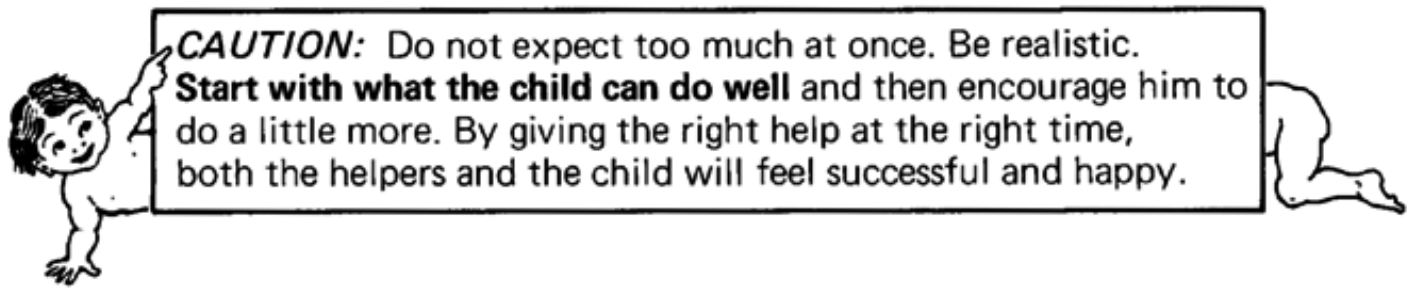 CAUTION: Do not expect too much at once. Be realistic.
Start with what the child can do well and then encourage him to
do a little more. By giving the right help at the right time,
both the helpers and the child will feel successful and happy.